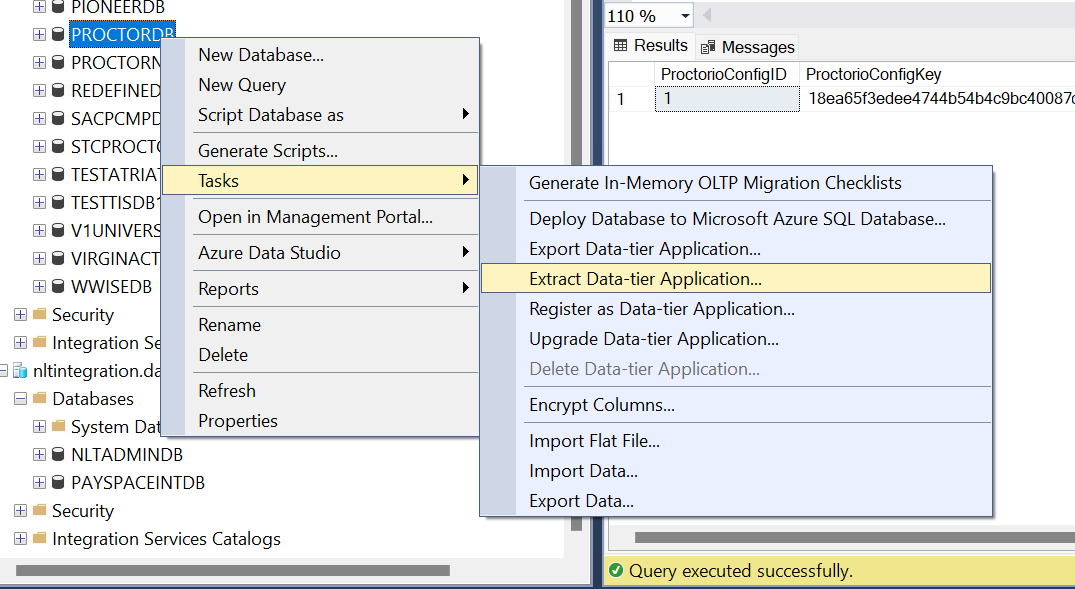 PIONEERDB
PROCTORDB
PROCTORN
REDEFINED
SACPCMPD
STCPROCTO
TESTATRIA
TESTTISDB
V1UNIVERS
VIRGINACT
WWISEDB
Security
Integration Se
nltintegration.da
Databases
System Dat
NLTADMINDB
PAYSPACEINTDB
Security
Integration Services Catalogs
New Database...
New Query
Script Database as
Generate Scripts...
Tasks
Open in Management Portal...
Azure Data Studio
Reports
Rename
Delete
Refresh
Properties
Generate In-Memory OLTP Migration Checklists
Deploy Database to Microsoft Azure SQL Database...
Export Data-tier Application...
Extract Data-tier Application...
Register as Data-tier Application...
Upgrade Data-tier Application...
Delete Data-tier Application...
Encrypt Columns...
Import Flat File...
Import Data...
Export Data...
110 %
Results Messages
ProctorioConfigID ProctorioConfigKey
1 1 18ea65f3edee4744b54b4c9bc40087c
Query executed successfully.